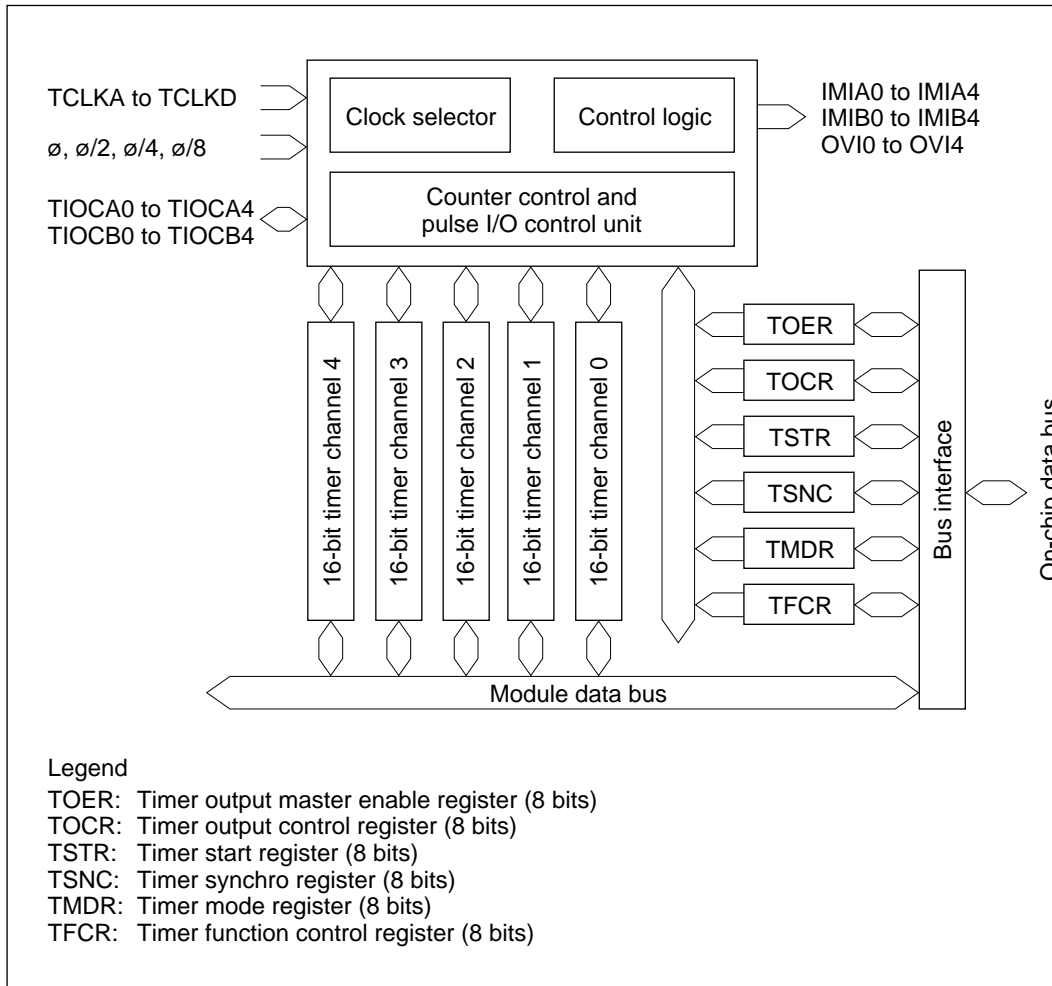 TCLKA to TCLKD
ø, ø/2, ø/4, ø/8
TIOCA0 to TIOCA4
TIOCB0 to TIOCB4
Clock selector
Control logic
Counter control and
pulse I/O control unit
IMIA0 to IMIA4
IMIB0 to IMIB4
OVI0 to OVI4
16-bit timer channel 4
16-bit timer channel 3
16-bit timer channel 2
16-bit timer channel 1
16-bit timer channel 0
TOER
TOCR
TSTR
TSNC
TMDR
TFCR
Bus interface
On-chip data bus
Module data bus
Legend
TOER: Timer output master enable register (8 bits)
TOCR: Timer output control register (8 bits)
TSTR: Timer start register (8 bits)
TSNC: Timer synchro register (8 bits)
TMDR: Timer mode register (8 bits)
TFCR: Timer function control register (8 bits)